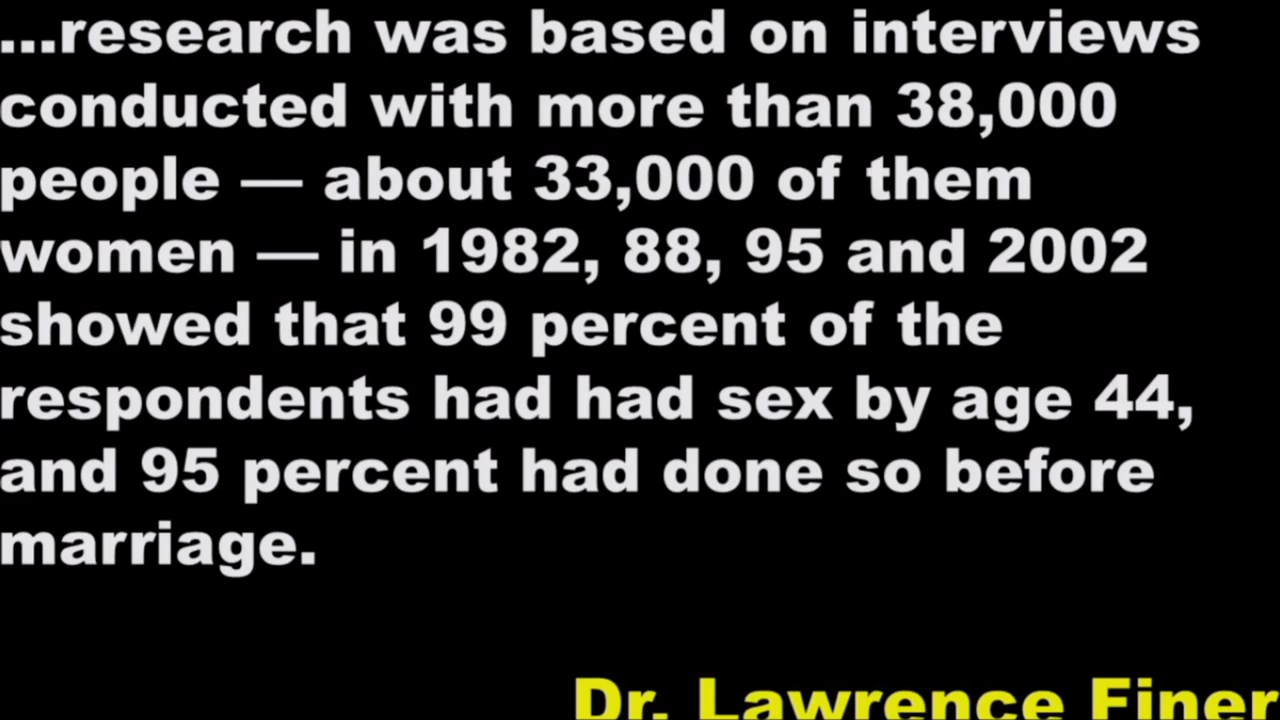 ...research was based on interviews
conducted with more than 38,000
people — about 33,000 of them
women — in 1982, 88, 95 and 2002
showed that 99 percent of the
respondents had had sex by age 44,
and 95 percent had done so before
marriage.
Dr. Lawrence Finer